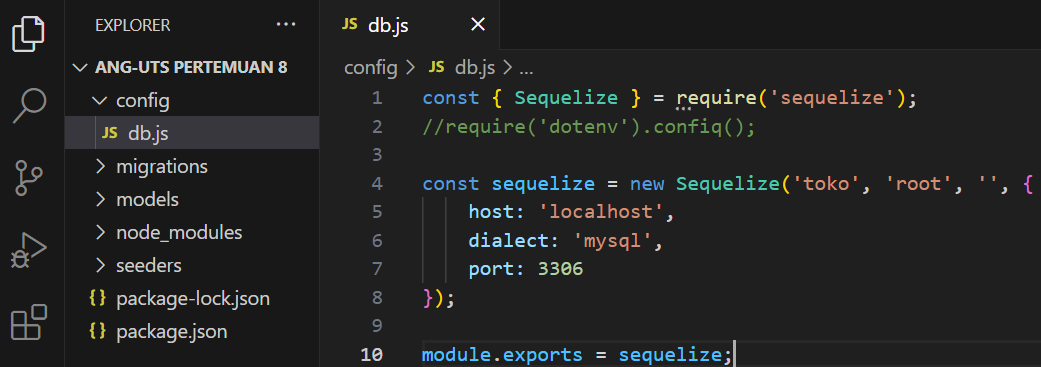 EXPLORER ...
ANG-UTS PERTEMUAN 8
config
JS db.js
migrations
models
node_modules
seeders
{} package-lock.json
{} package.json
JS db.js
config > JS db.js > ...
1 const { Sequelize } = require('sequelize');
2 //require('dotenv').confiq();
3
4 const sequelize = new Sequelize('toko', 'root', '', {
5 host: 'localhost',
6 dialect: 'mysql',
7 port: 3306
8 });
9
10 module.exports = sequelize;